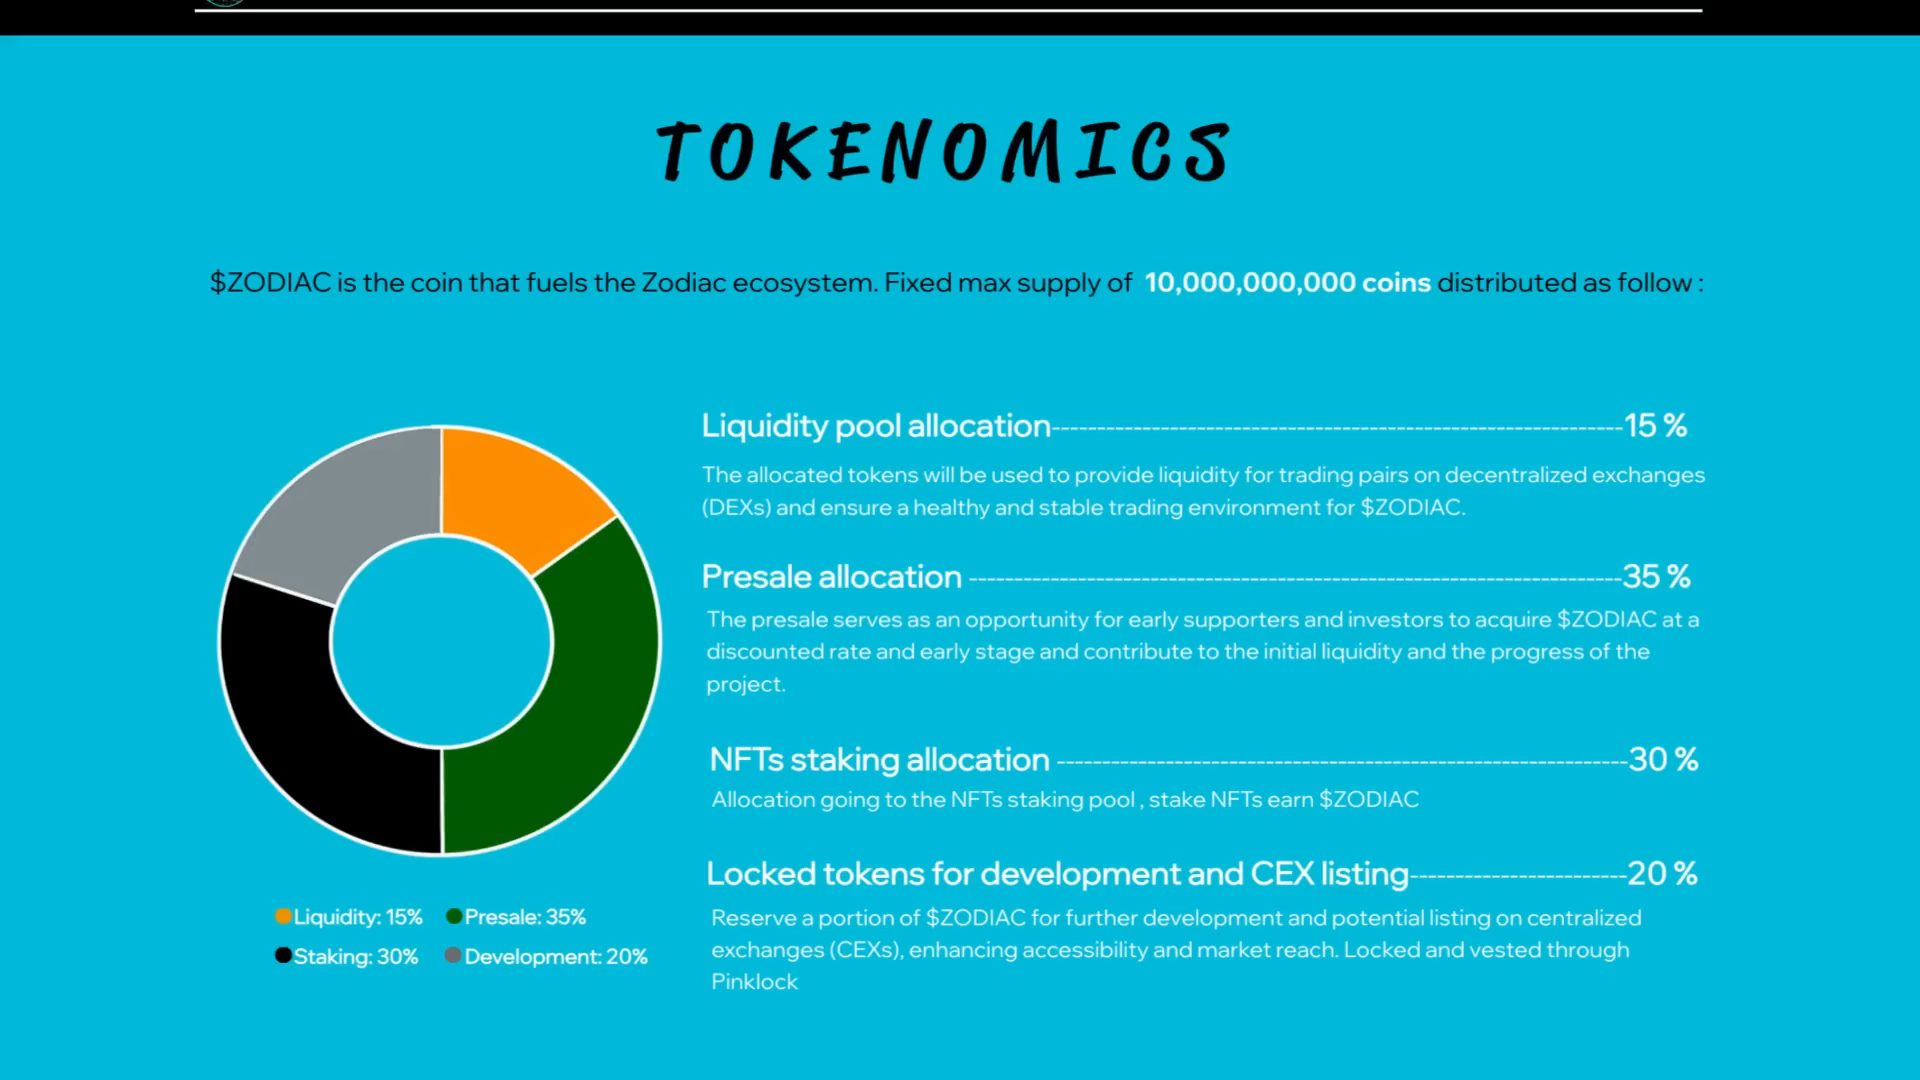 TOKENOMICS
$ZODIAC is the coin that fuels the Zodiac ecosystem. Fixed max supply of 10,000,000,000 coins distributed as follow :
Liquidity pool allocation---------------------------------------------------------------15 %
The allocated tokens will be used to provide liquidity for trading pairs on decentralized exchanges
(DEXs) and ensure a healthy and stable trading environment for $ZODIAC.
Presale allocation ------------------------------------------------------------------------35 %
The presale serves as an opportunity for early supporters and investors to acquire $ZODIAC at a
discounted rate and early stage and contribute to the initial liquidity and the progress of the
project.
NFTs staking allocation ---------------------------------------------------------------30 %
Allocation going to the NFTs staking pool , stake NFTs earn $ZODIAC
Locked tokens for development and CEX listing------------------------20 %
Reserve a portion of $ZODIAC for further development and potential listing on centralized
exchanges (CEXs), enhancing accessibility and market reach. Locked and vested through
Pinklock
Liquidity: 15% Presale: 35%
Staking: 30% Development: 20%